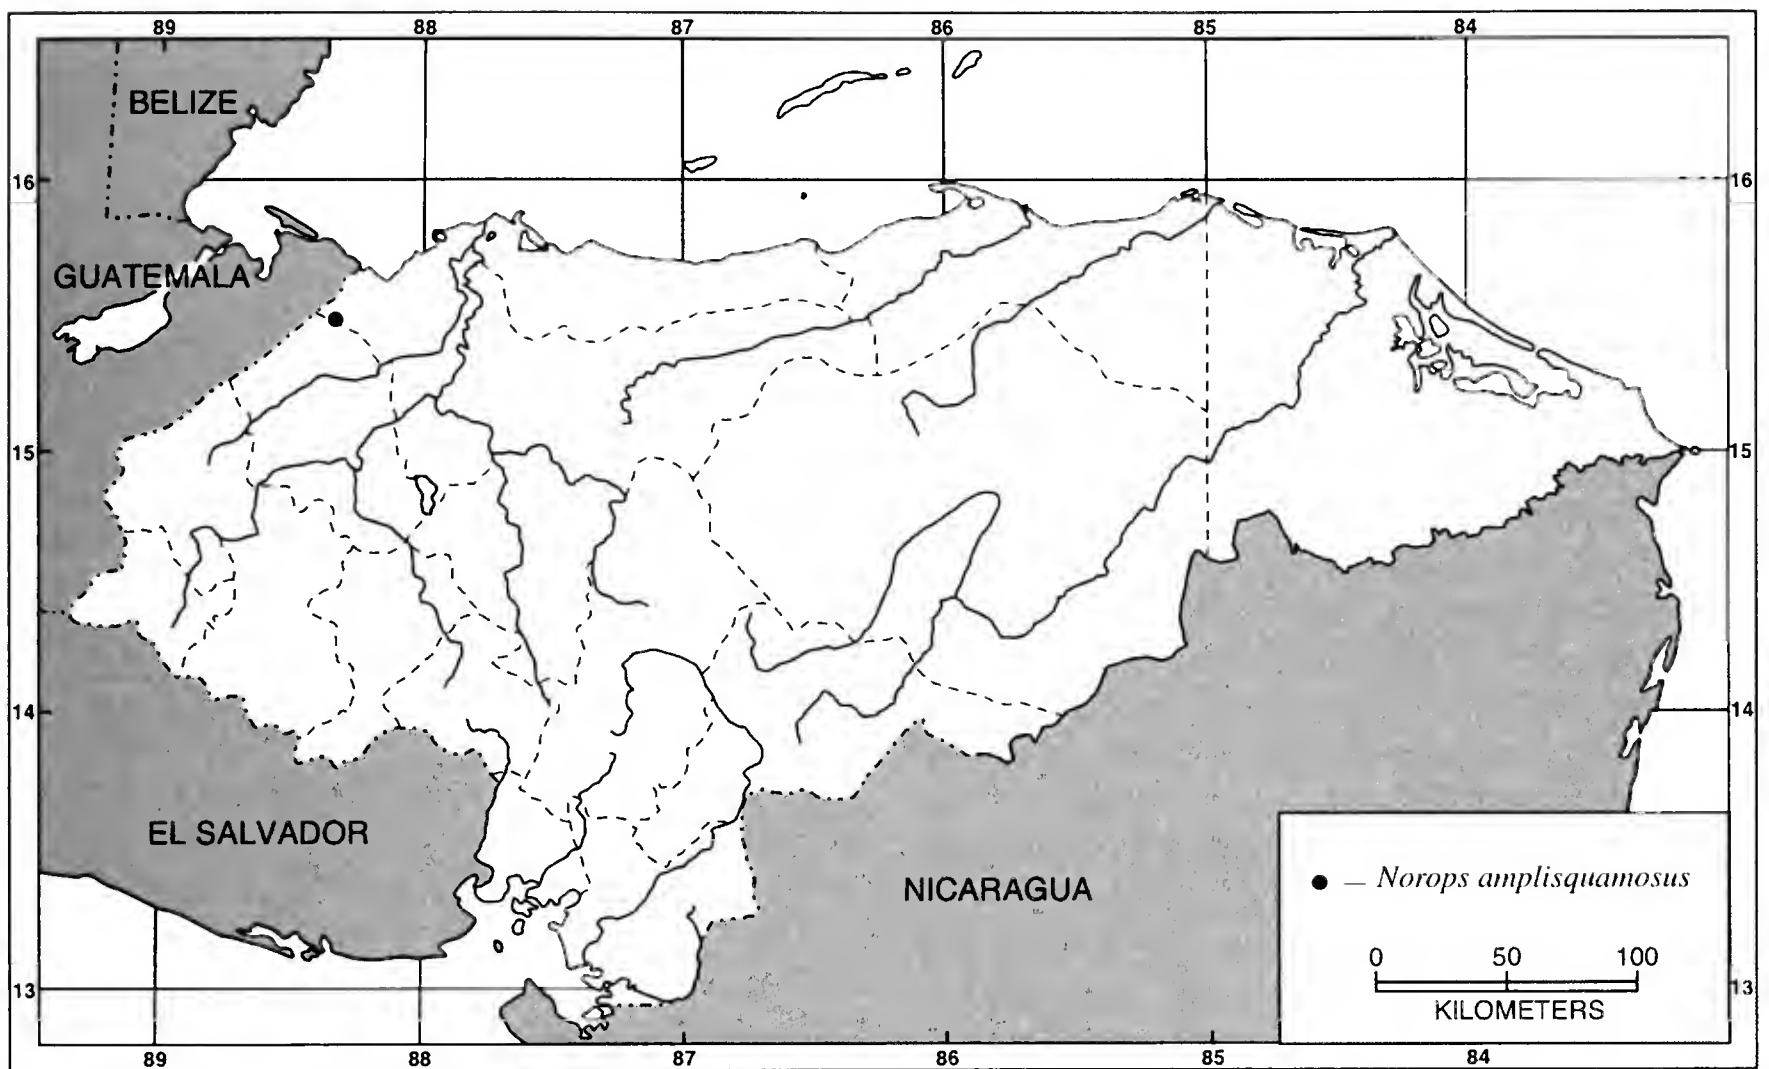 89 88 87 86 85 84
BELIZE
16 16
GUATEMALA
15 15
14 14
EL SALVADOR
NICARAGUA
● — Norops amplisquamosus
0 50 100
KILOMETERS
13 13
89 88 87 86 85 84